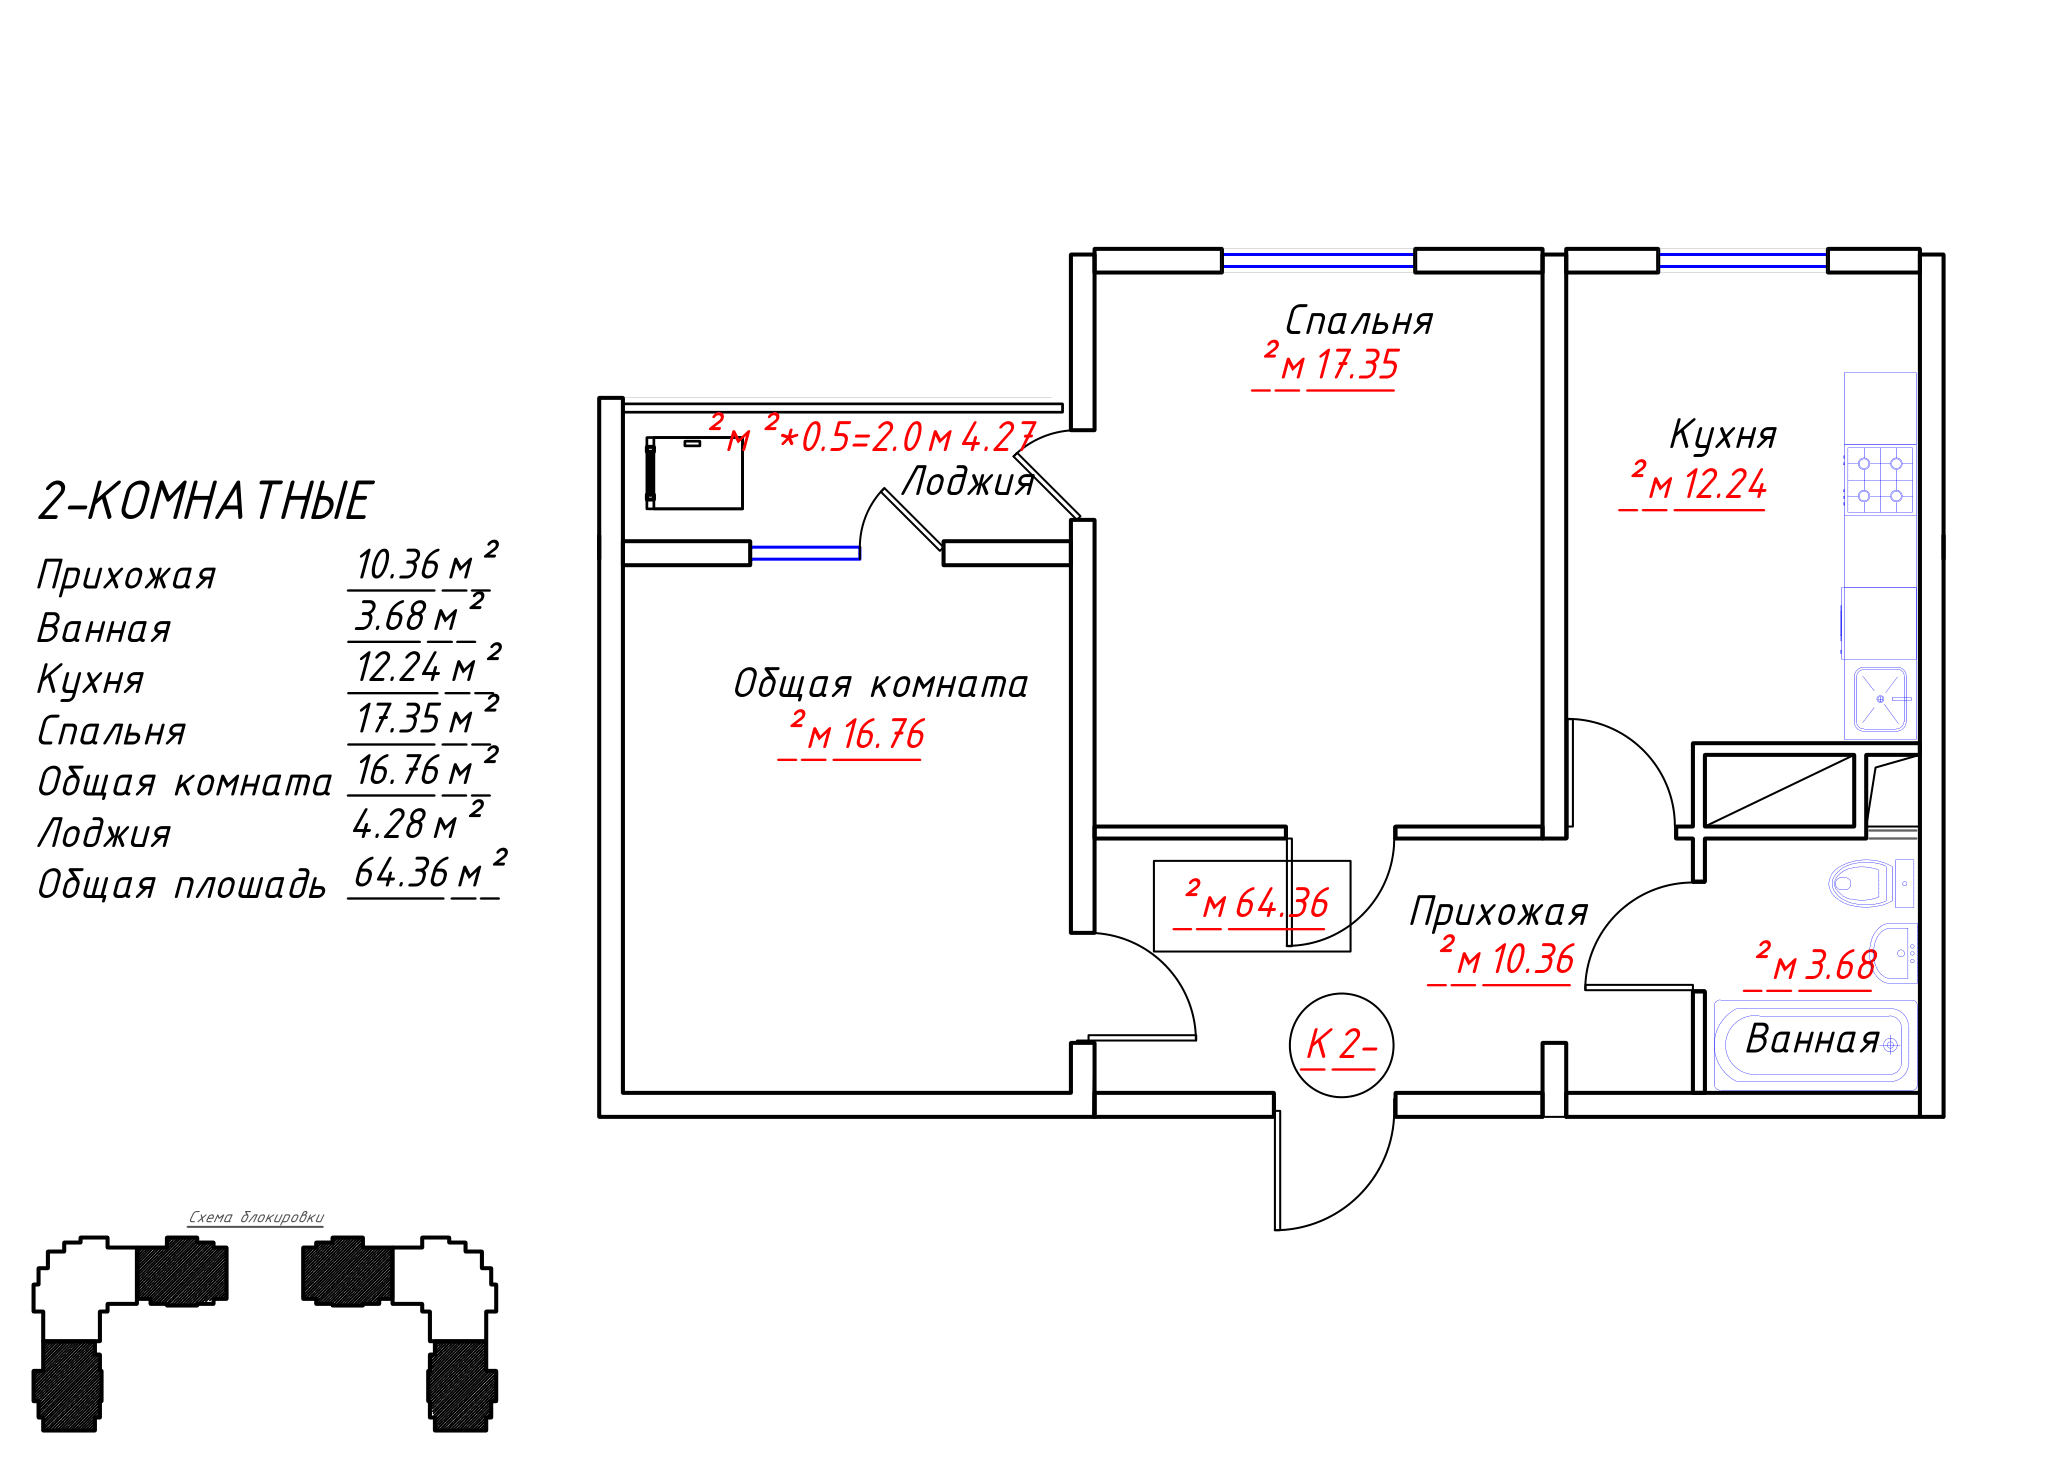 Спальня
² м 17.35
² м ² *0.5=2.0 м 4.27
Лоджия
Кухня
² м 12.24
2-КОМНАТНЫЕ
Прихожая 10.36 м ²
Ванная 3.68 м ²
Кухня 12.24 м ²
Спальня 17.35 м ²
Общая комната 16.76 м ²
Лоджия 4.28 м ²
Общая плошадь 64.36 м ²
Общая комната
² м 16.76
² м 64.36
Прихожая
² м 10.36
² м 3.68
Ванная
К 2-
Схема блокировки